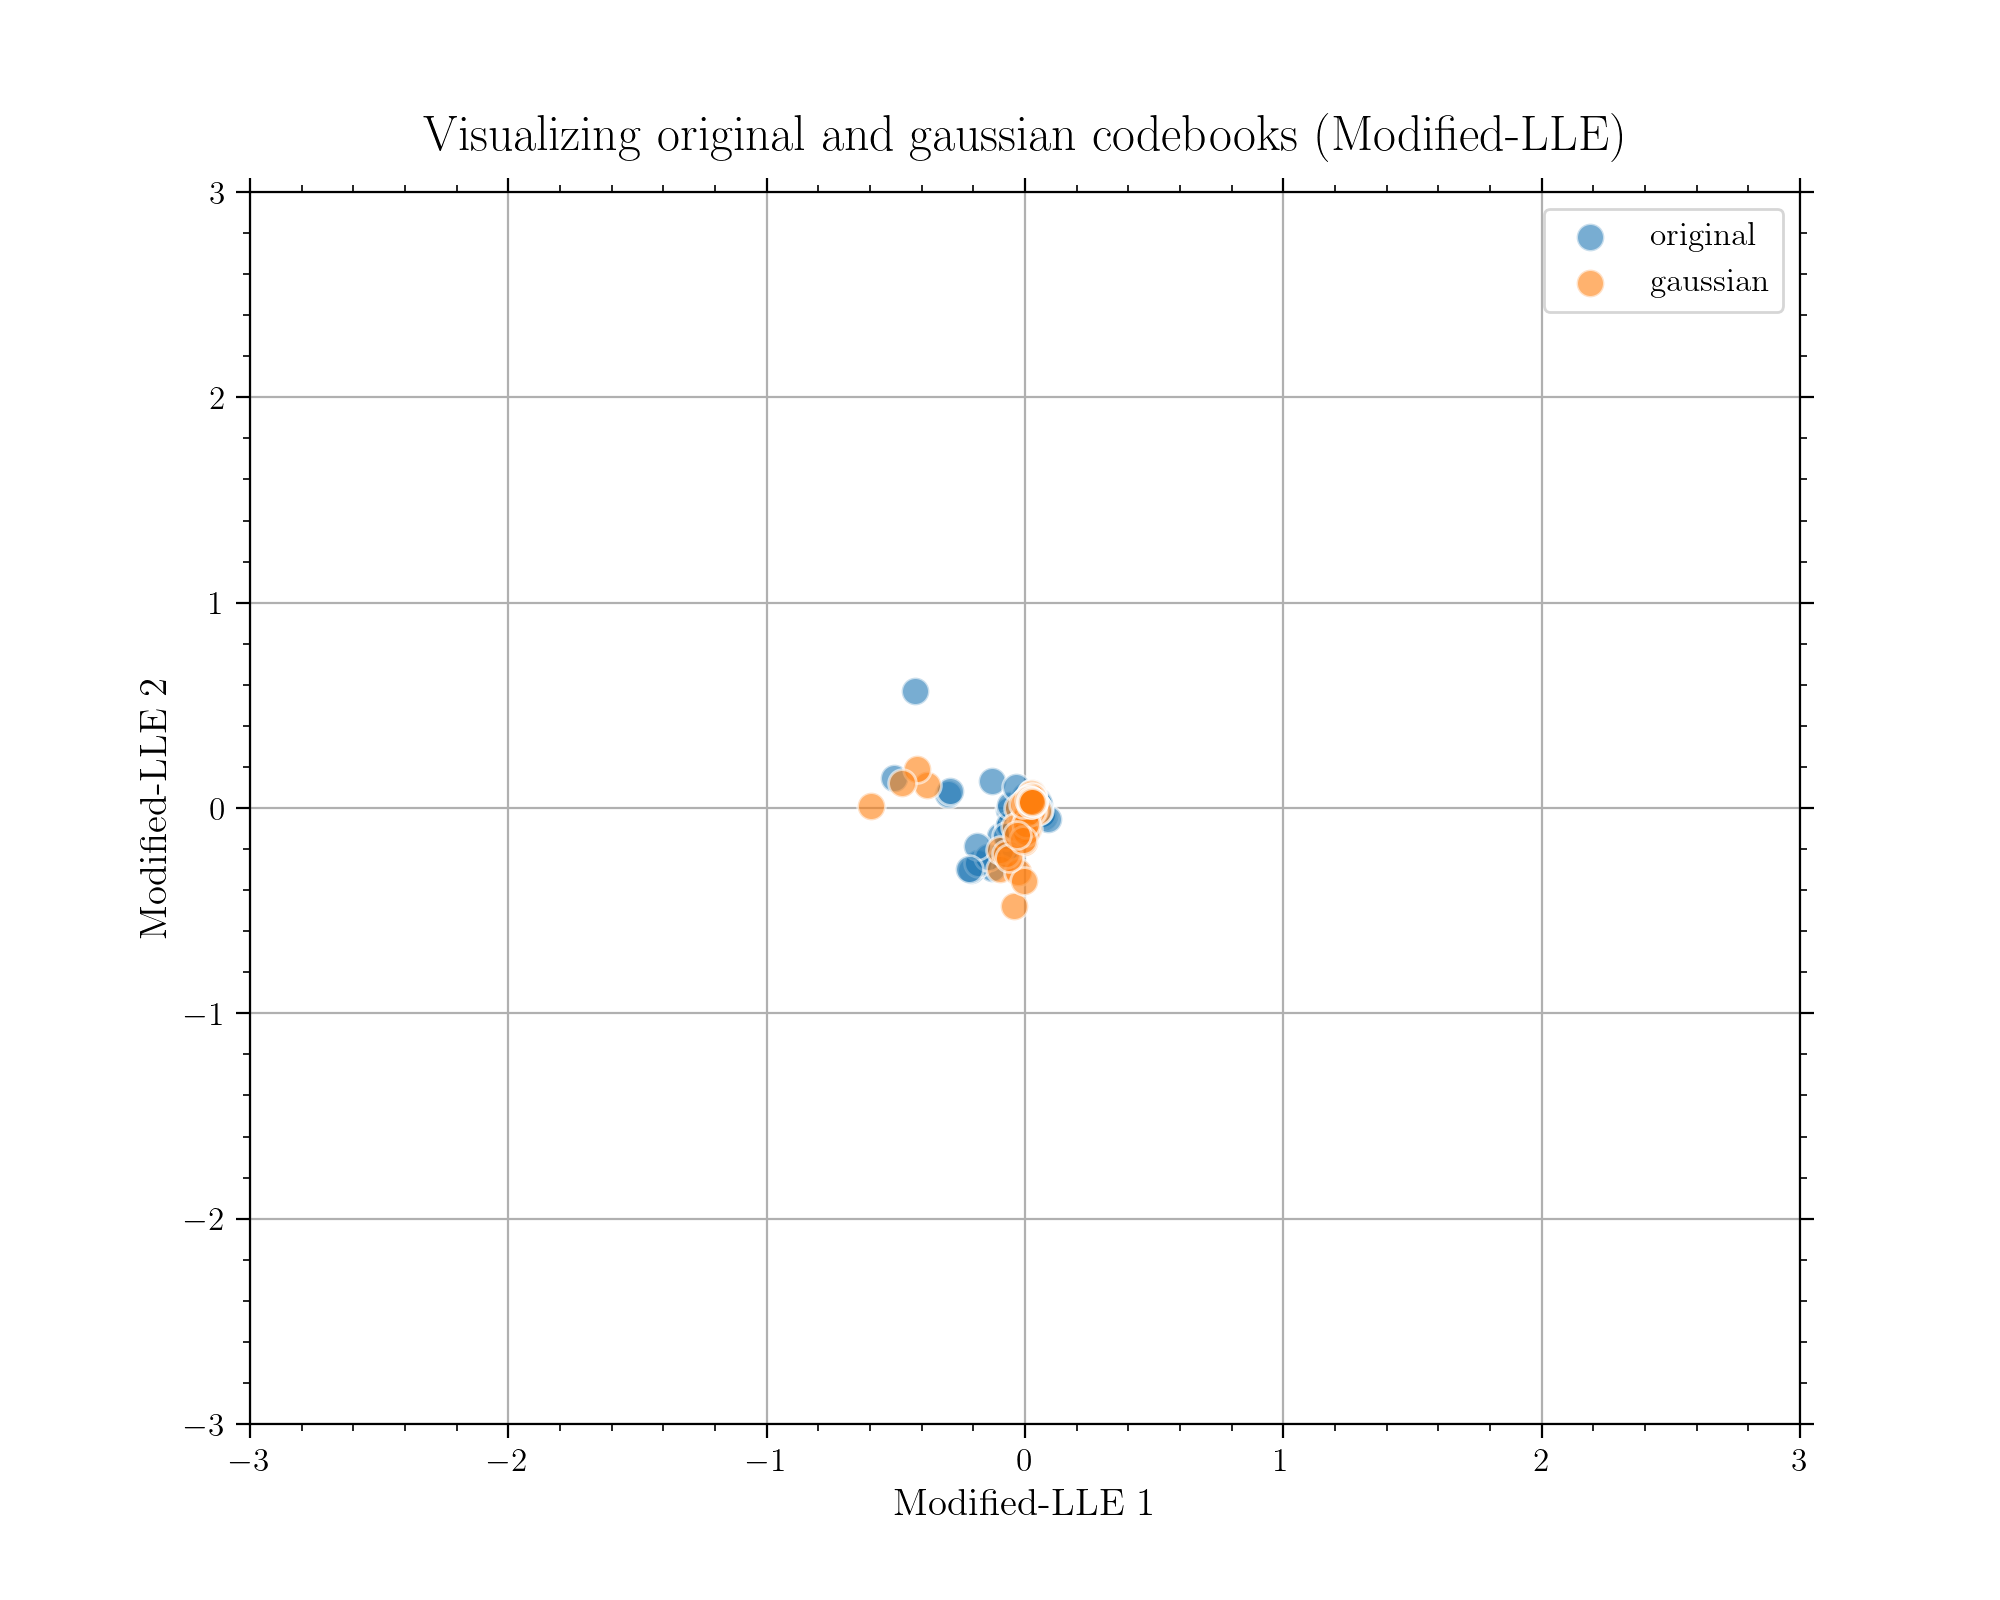 Visualizing original and gaussian codebooks (Modified-LLE)
original
gaussian
3
2
1
0
−1
−2
−3
Modified-LLE 2
−3 −2 −1 0 1 2 3
Modified-LLE 1